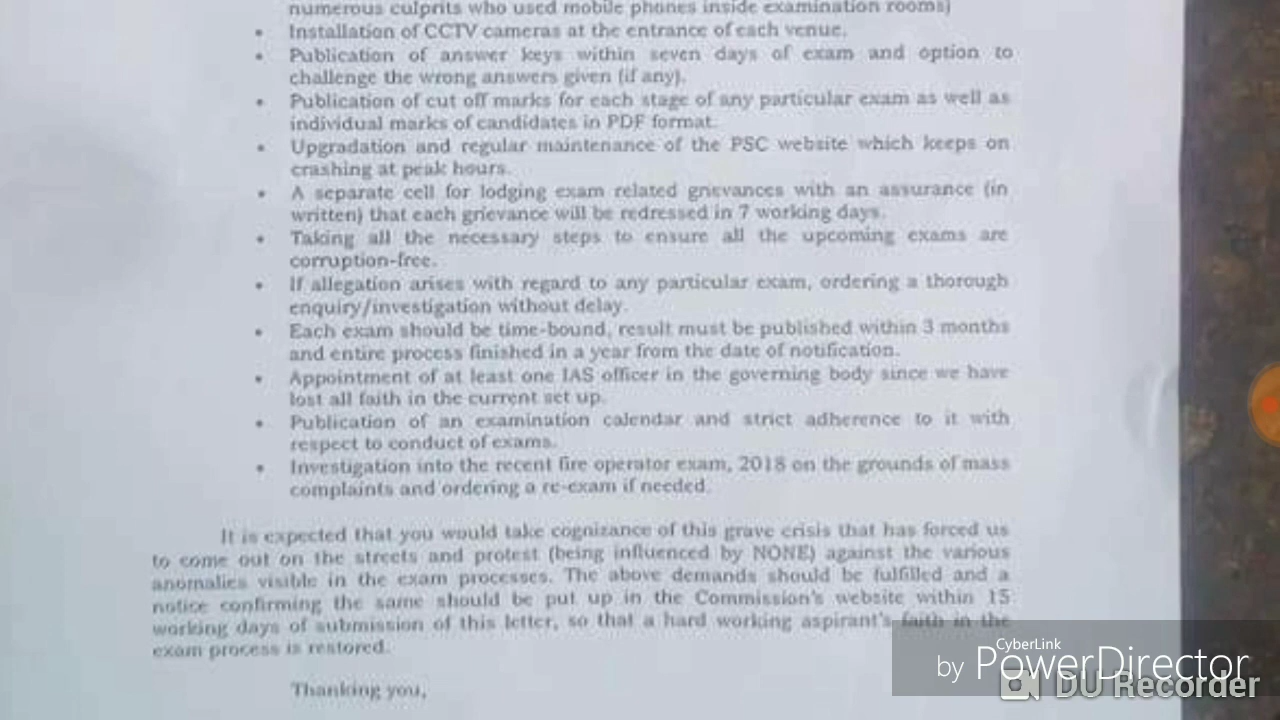 numerous culprits who used mobile phones inside examination rooms)
• Installation of CCTV cameras at the entrance of each venue.
• Publication of answer keys within seven days of exam and option to
challenge the wrong answers given (if any).
• Publication of cut off marks for each stage of any particular exam as well as
individual marks of candidates in PDF format.
• Upgradation and regular maintenance of the PSC website which keeps on
crashing at peak hours.
• A separate cell for lodging exam related grievances with an assurance (in
written) that each grievance will be redressed in 7 working days.
• Taking all the necessary steps to ensure all the upcoming exams are
corruption-free.
• If allegation arises with regard to any particular exam, ordering a thorough
enquiry/investigation without delay.
• Each exam should be time-bound, result must be published within 3 months
and entire process finished in a year from the date of notification.
• Appointment of at least one IAS officer in the governing body since we have
lost all faith in the current set up.
• Publication of an examination calendar and strict adherence to it with
respect to conduct of exams.
• Investigation into the recent fire operator exam, 2018 on the grounds of mass
complaints and ordering a re-exam if needed.
It is expected that you would take cognizance of this grave crisis that has forced us
to come out on the streets and protest (being influenced by NONE) against the various
anomalies visible in the exam processes. The above demands should be fulfilled and a
notice confirming the same should be put up in the Commission's website within 15
working days of submission of this letter, so that a hard working aspirant's faith in the
exam process is restored.
Thanking you,
CyberLink
by PowerDirector
DU Recorder